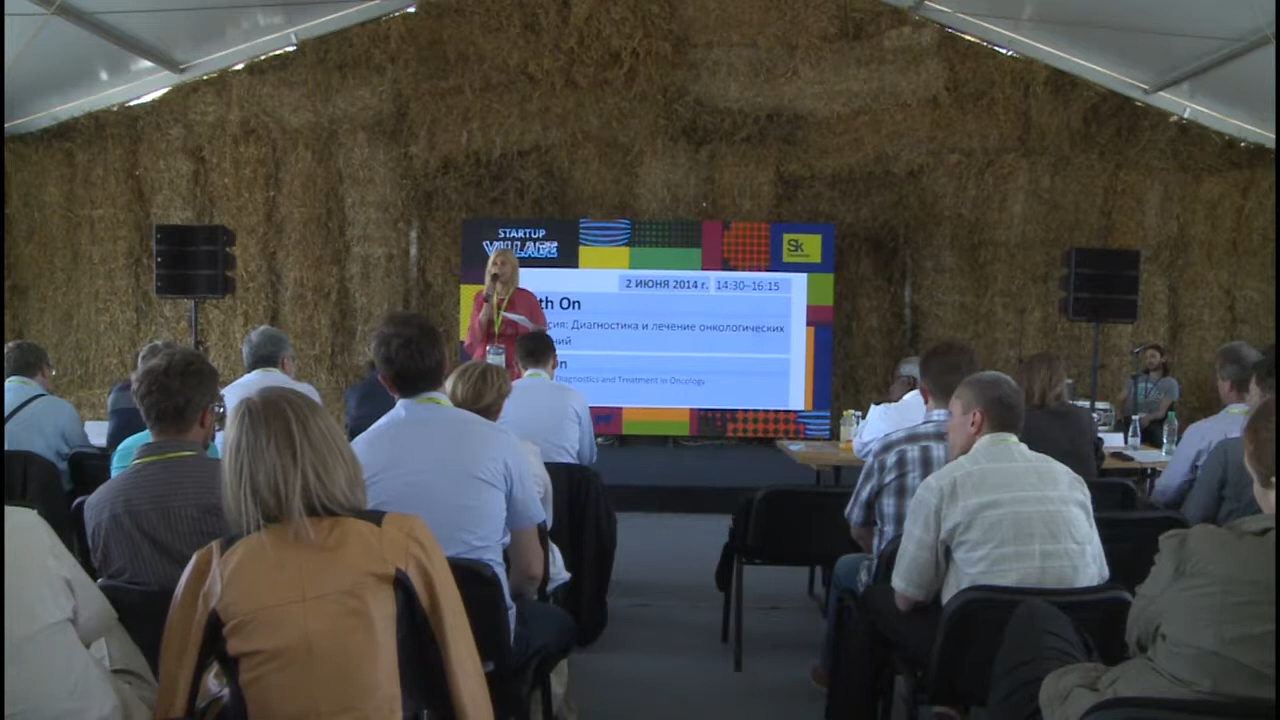 STARTUP
VILLAGE
Sk
2 ИЮНЯ 2014 г. 14:30–16:15
th On
сия: Диагностика и лечение онкологических
ний
n
Diagnostics and Treatment in Oncology